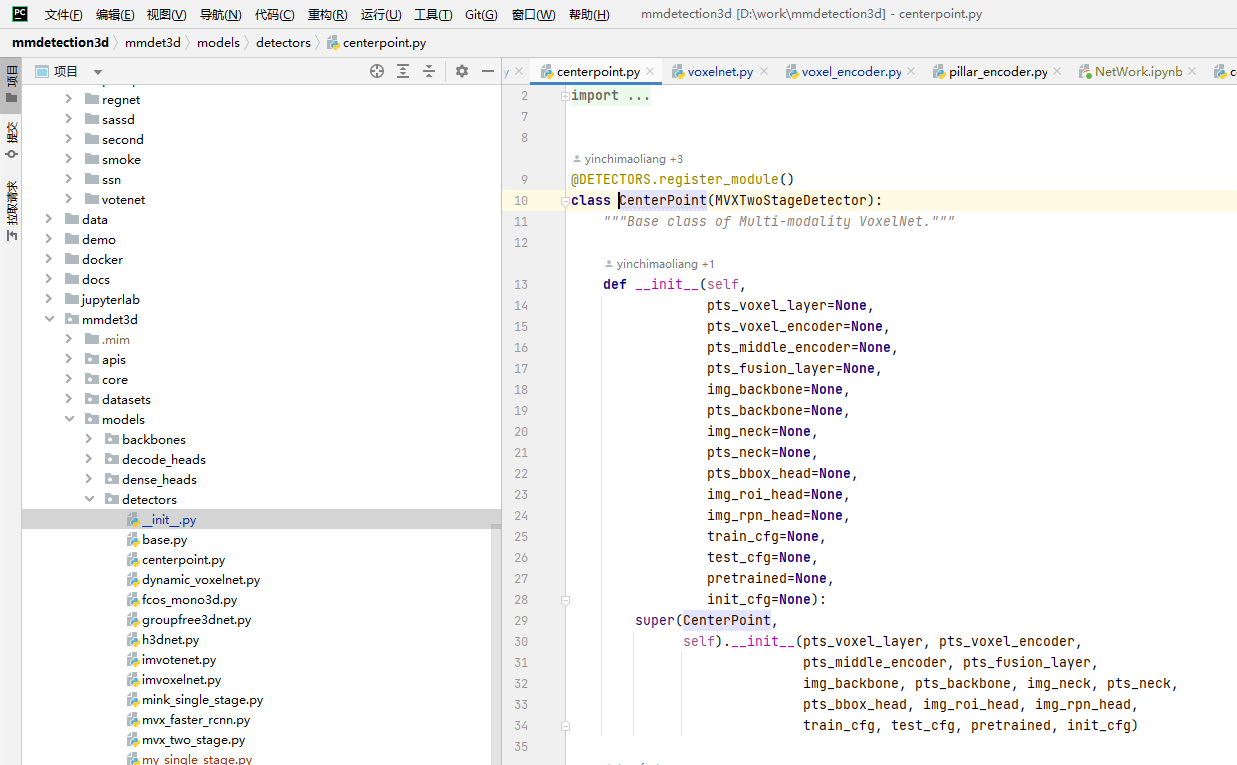 PC 文件(F) 编辑(E) 视图(V) 导航(N) 代码(C) 重构(R) 运行(U) 工具(T) Git(G) 窗口(W) 帮助(H) mmdetection3d [D:\work\mmdetection3d] - centerpoint.py
mmdetection3d mmdet3d models detectors centerpoint.py
项目
提交
拉取请求
项目
regnet
sassd
second
smoke
ssn
votenet
data
demo
docker
docs
jupyterlab
mmdet3d
.mim
apis
core
datasets
models
backbones
decode_heads
dense_heads
detectors
__init__.py
base.py
centerpoint.py
dynamic_voxelnet.py
fcos_mono3d.py
groupfree3dnet.py
h3dnet.py
imvotenet.py
imvoxelnet.py
mink_single_stage.py
mvx_faster_rcnn.py
mvx_two_stage.py
my_single_stage.py
y centerpoint.py voxelnet.py voxel_encoder.py pillar_encoder.py NetWork.ipynb
2 import ...
7
8
yinchimaoliang +3
9 @DETECTORS.register_module()
10 class CenterPoint(MVXTwoStageDetector):
11 """Base class of Multi-modality VoxelNet."""
12
yinchimaoliang +1
13 def __init__(self,
14 pts_voxel_layer=None,
15 pts_voxel_encoder=None,
16 pts_middle_encoder=None,
17 pts_fusion_layer=None,
18 img_backbone=None,
19 pts_backbone=None,
20 img_neck=None,
21 pts_neck=None,
22 pts_bbox_head=None,
23 img_roi_head=None,
24 img_rpn_head=None,
25 train_cfg=None,
26 test_cfg=None,
27 pretrained=None,
28 init_cfg=None):
29 super(CenterPoint,
30 self).__init__(pts_voxel_layer, pts_voxel_encoder,
31 pts_middle_encoder, pts_fusion_layer,
32 img_backbone, pts_backbone, img_neck, pts_neck,
33 pts_bbox_head, img_roi_head, img_rpn_head,
34 train_cfg, test_cfg, pretrained, init_cfg)
35